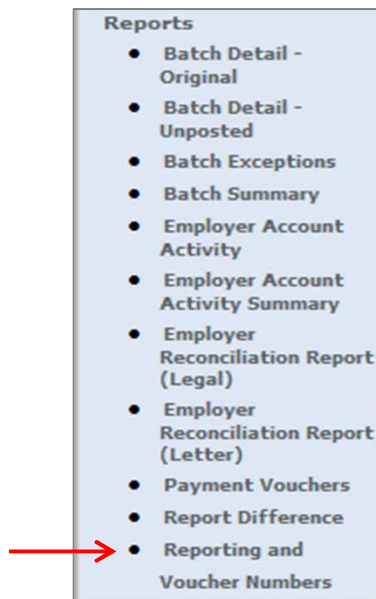 Reports
• Batch Detail -
Original
• Batch Detail -
Unposted
• Batch Exceptions
• Batch Summary
• Employer Account
Activity
• Employer Account
Activity Summary
• Employer
Reconciliation Report
(Legal)
• Employer
Reconciliation Report
(Letter)
• Payment Vouchers
• Report Difference
• Reporting and
Voucher Numbers